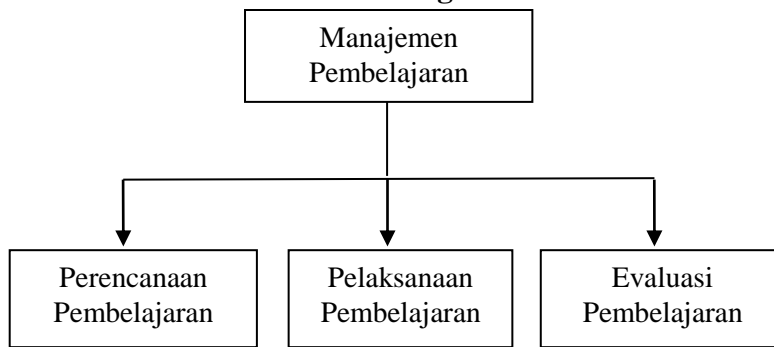 Manajemen
Pembelajaran
Perencanaan
Pembelajaran
Pelaksanaan
Pembelajaran
Evaluasi
Pembelajaran